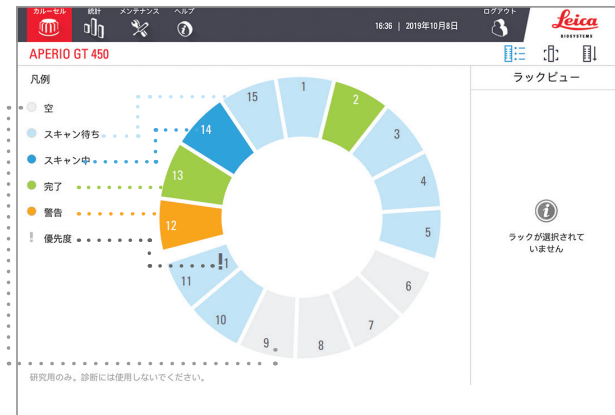 カルーセル
統計
メンテナンス
ヘルプ
16:36 | 2019年10月8日
ログアウト
Leica
BIOSYSTEMS
APERIO GT 450
凡例
空
スキャン待ち
スキャン中
完了
警告
! 優先度
1
2
3
4
5
6
7
8
9
10
11
12
13
14
15
!1
ラックビュー
ラックが選択されて
いません
研究用のみ。診断には使用しないでください。